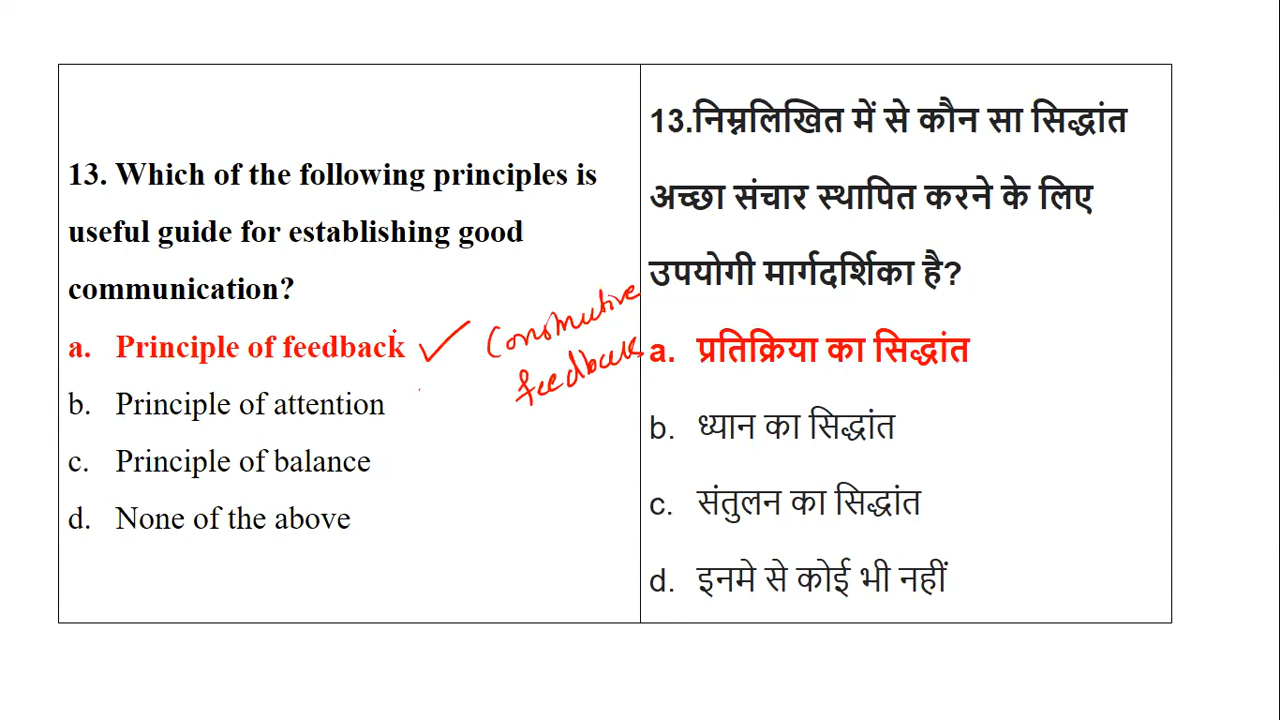 13. Which of the following principles is
useful guide for establishing good
communication?
a. Principle of feedback
b. Principle of attention
c. Principle of balance
d. None of the above
feedback
13.निम्नलिखित में से कौन सा सिद्धांत
अच्छा संचार स्थापित करने के लिए
उपयोगी मार्गदर्शिका है?
a. प्रतिक्रिया का सिद्धांत
b. ध्यान का सिद्धांत
c. संतुलन का सिद्धांत
d. इनमे से कोई भी नहीं